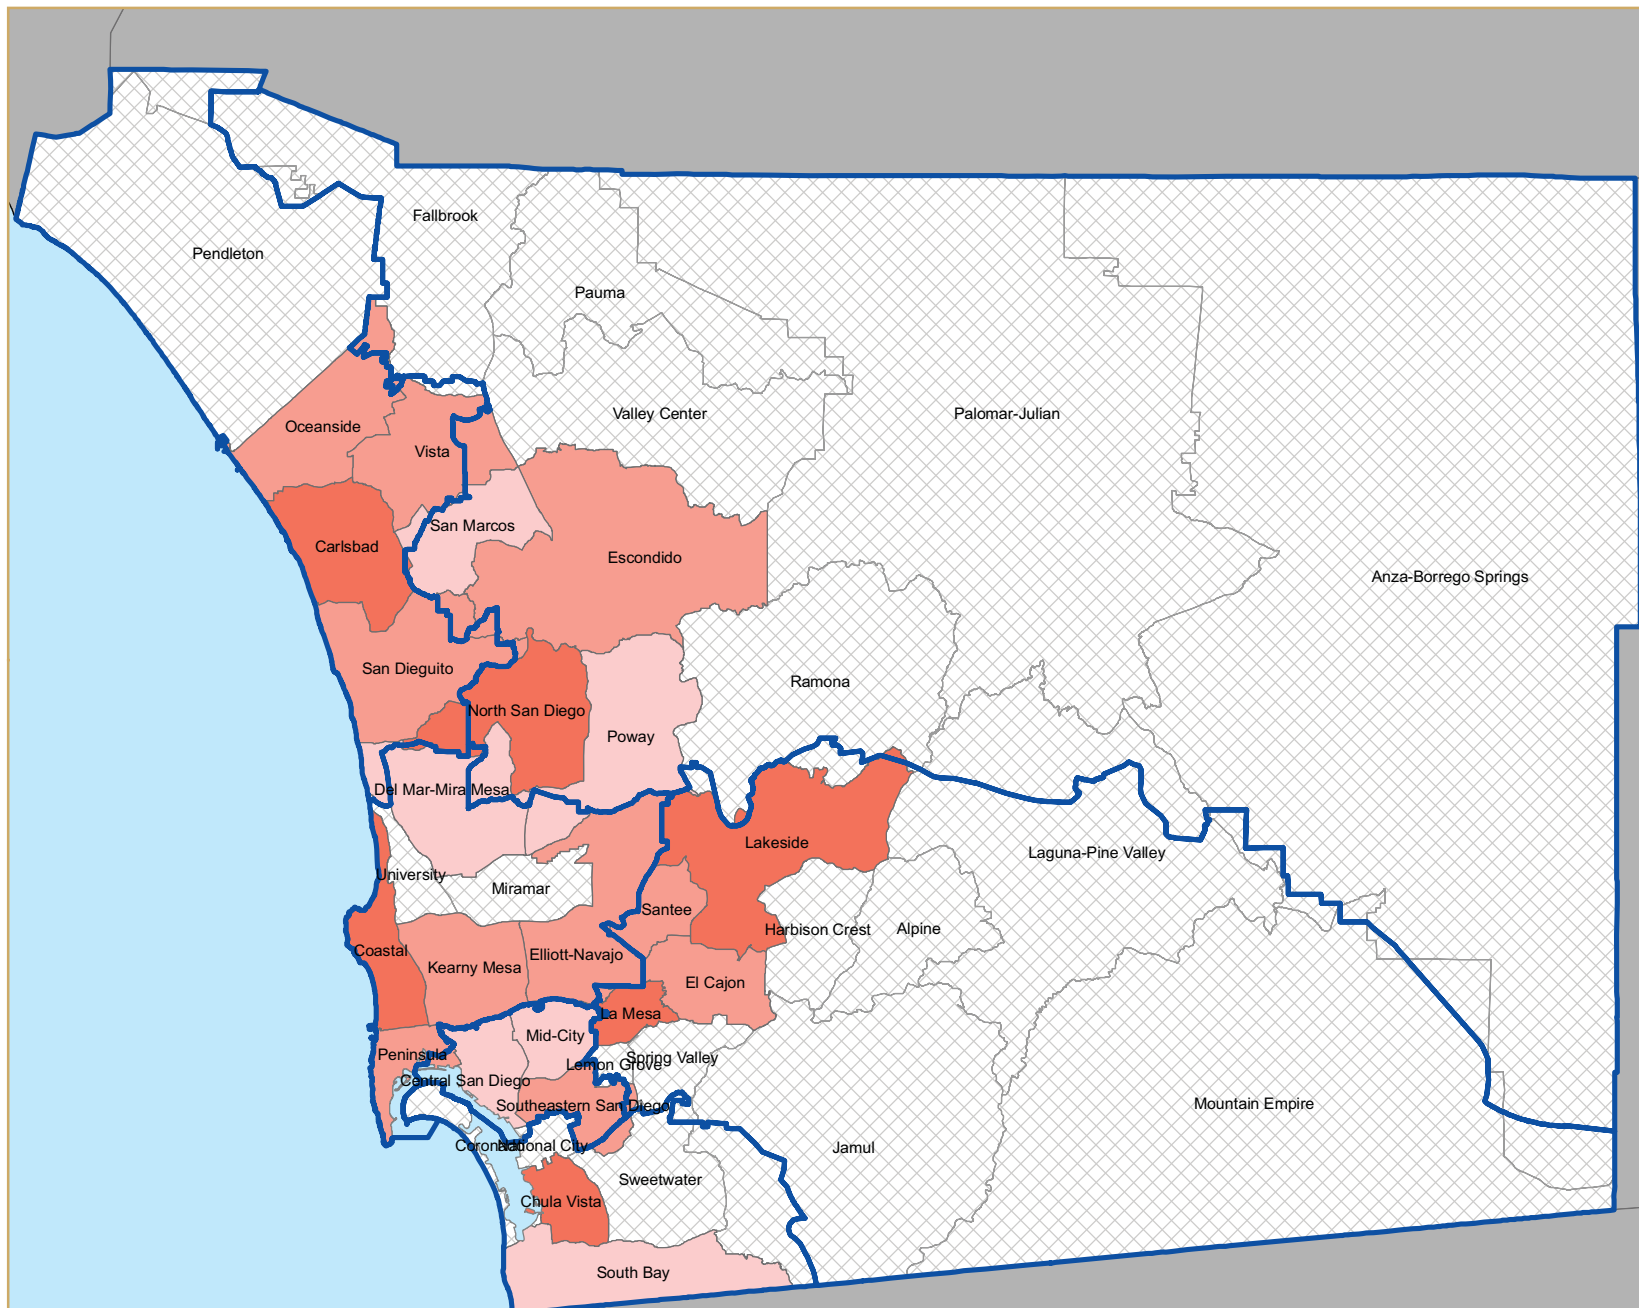 Fallbrook
Pendleton
Pauma
Valley Center
Palomar-Julian
Oceanside
Vista
San Marcos
Carlsbad
Escondido
Anza-Borrego Springs
San Dieguito
Ramona
North San Diego
Poway
Del Mar-Mira Mesa
Lakeside
Laguna-Pine Valley
University
Miramar
Santee
Harbison Crest
Alpine
Coastal
Kearny Mesa
Elliott-Navajo
El Cajon
La Mesa
Mid-City
Peninsula
Lemon Grove
Spring Valley
Central San Diego
Southeastern San Diego
Mountain Empire
Coronado
National City
Jamul
Sweetwater
Chula Vista
South Bay